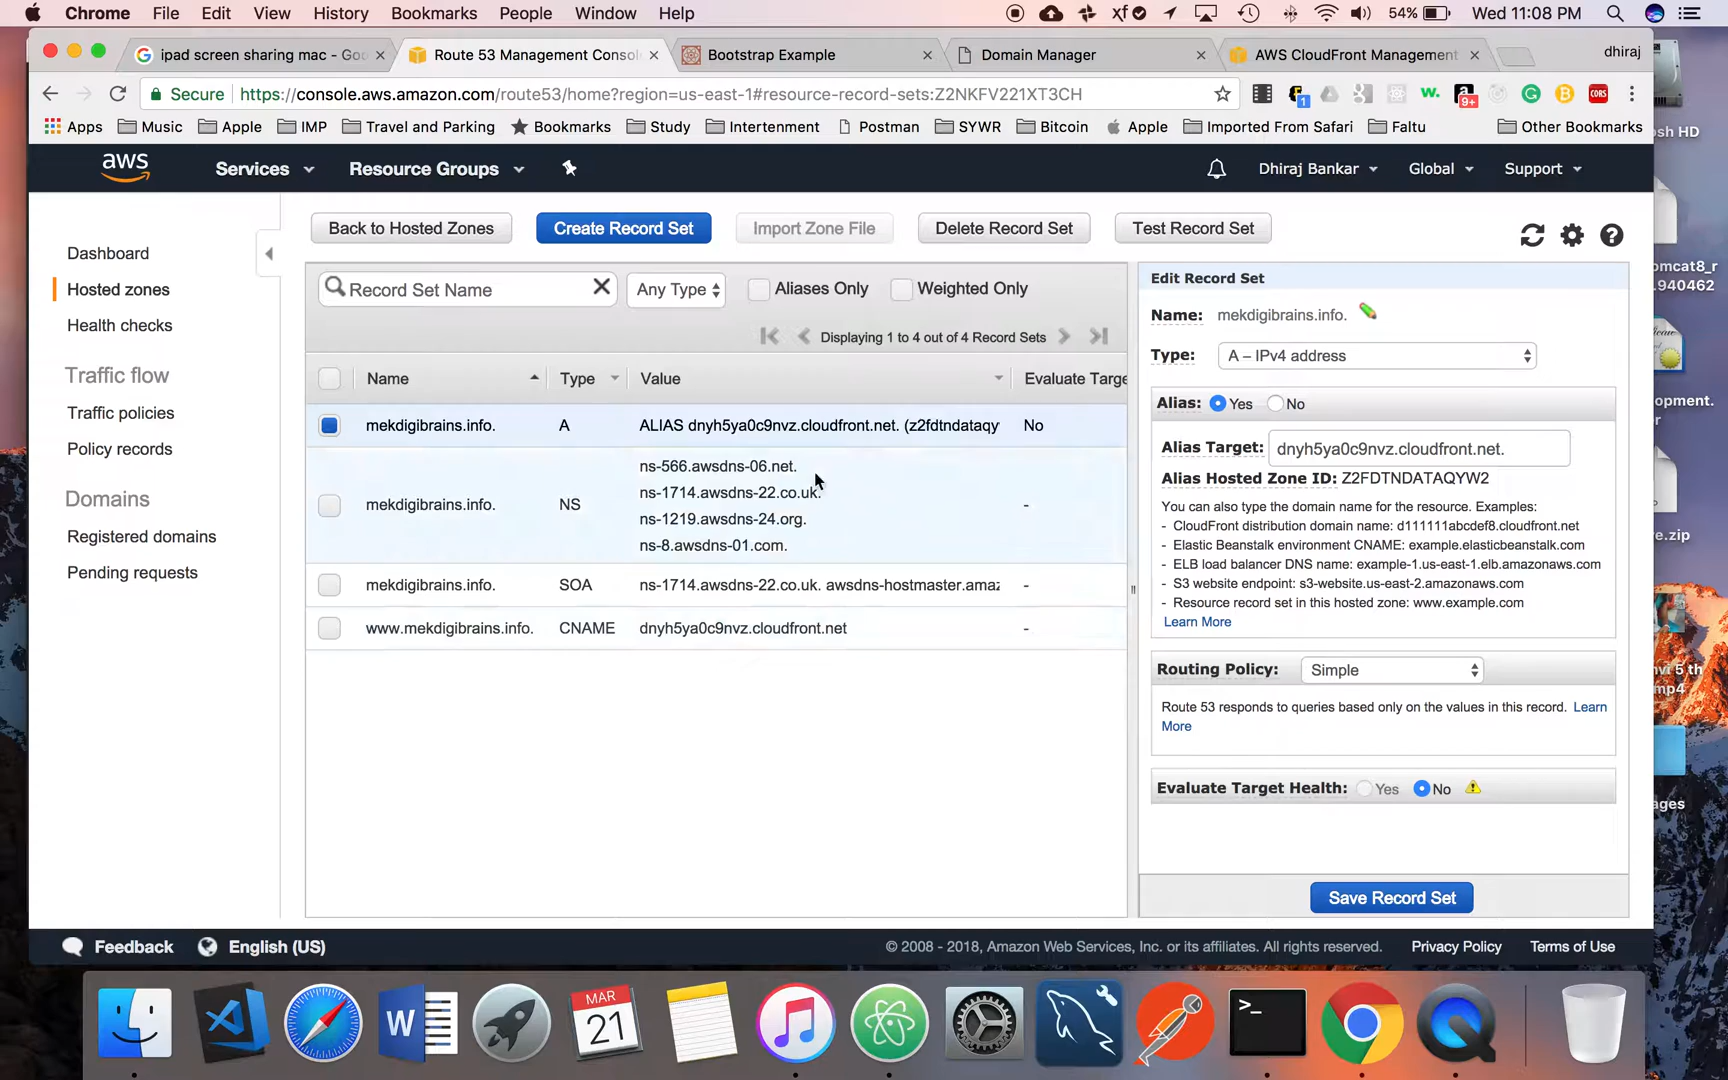 Chrome File Edit View History Bookmarks People Window Help 54% Wed 11:08 PM
ipad screen sharing mac - Goo Route 53 Management Conso Bootstrap Example Domain Manager AWS CloudFront Management dhiraj
Secure https://console.aws.amazon.com/route53/home?region=us-east-1#resource-record-sets:Z2NKFV221XT3CH
Apps Music Apple IMP Travel and Parking Bookmarks Study Intertenment Postman SYWR Bitcoin Apple Imported From Safari Faltu Other Bookmarks
aws Services Resource Groups Dhiraj Bankar Global Support
Back to Hosted Zones Create Record Set Import Zone File Delete Record Set Test Record Set
Dashboard
Hosted zones
Health checks
Traffic flow
Traffic policies
Policy records
Domains
Registered domains
Pending requests
Record Set Name Any Type Aliases Only Weighted Only
Displaying 1 to 4 out of 4 Record Sets
Name Type Value Evaluate Targe
mekdigibrains.info. A ALIAS dnyh5ya0c9nvz.cloudfront.net. (z2fdtndataqy No
mekdigibrains.info. NS ns-566.awsdns-06.net.
ns-1714.awsdns-22.co.uk.
ns-1219.awsdns-24.org.
ns-8.awsdns-01.com.
-
mekdigibrains.info. SOA ns-1714.awsdns-22.co.uk. awsdns-hostmaster.amaz -
www.mekdigibrains.info. CNAME dnyh5ya0c9nvz.cloudfront.net -
Edit Record Set
Name: mekdigibrains.info.
Type: A – IPv4 address
Alias: Yes No
Alias Target: dnyh5ya0c9nvz.cloudfront.net.
Alias Hosted Zone ID: Z2FDTNDATAQYW2
You can also type the domain name for the resource. Examples:
- CloudFront distribution domain name: d111111abcdef8.cloudfront.net
- Elastic Beanstalk environment CNAME: example.elasticbeanstalk.com
- ELB load balancer DNS name: example-1.us-east-1.elb.amazonaws.com
- S3 website endpoint: s3-website.us-east-2.amazonaws.com
- Resource record set in this hosted zone: www.example.com
Learn More
Routing Policy: Simple
Route 53 responds to queries based only on the values in this record. Learn
More
Evaluate Target Health: Yes No
Save Record Set
Feedback English (US) © 2008 - 2018, Amazon Web Services, Inc. or its affiliates. All rights reserved. Privacy Policy Terms of Use
MAR
21